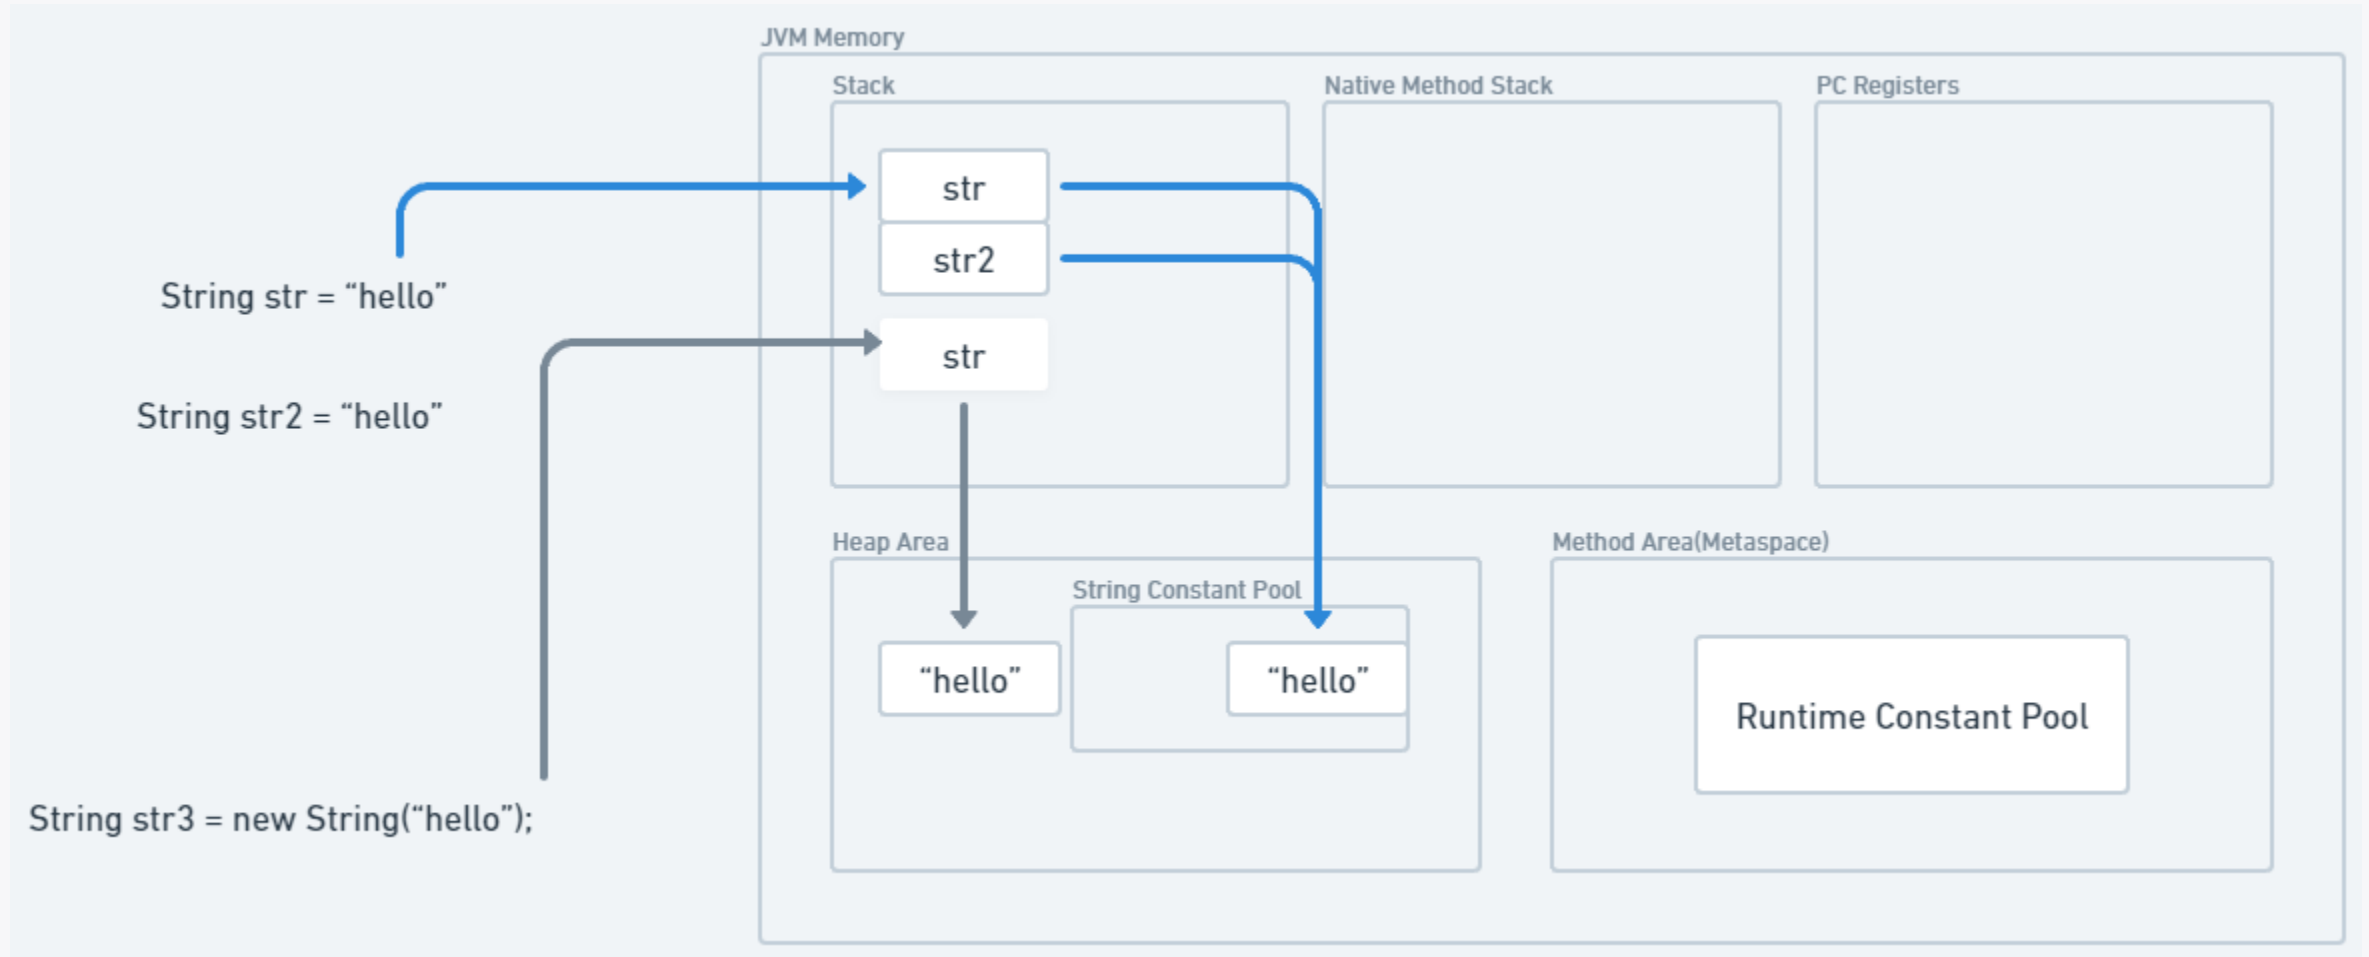 JVM Memory
Stack
Native Method Stack
PC Registers
str
str2
String str = “hello”
str
String str2 = “hello”
Heap Area
Method Area(Metaspace)
String Constant Pool
“hello”
“hello”
Runtime Constant Pool
String str3 = new String(“hello”);